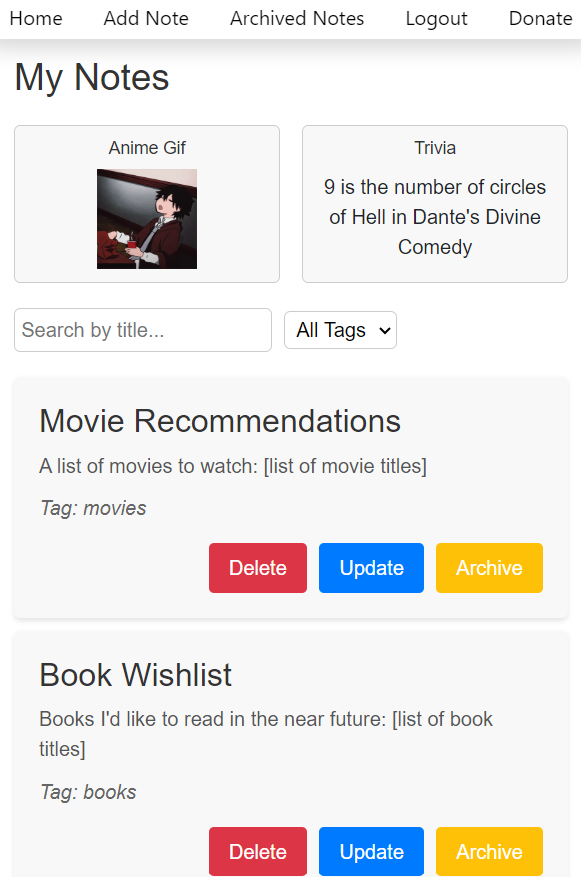 Home Add Note Archived Notes Logout Donate
My Notes
Anime Gif
Trivia
9 is the number of circles
of Hell in Dante's Divine
Comedy
Search by title...
All Tags
Movie Recommendations
A list of movies to watch: [list of movie titles]
Tag: movies
Delete Update Archive
Book Wishlist
Books I'd like to read in the near future: [list of book
titles]
Tag: books
Delete Update Archive